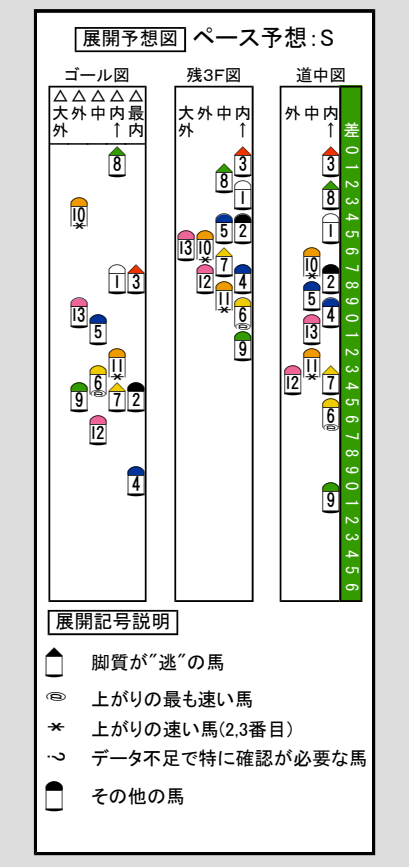 展開予想図 ペース予想:S
ゴール図 残3F図 道中図
△大外 △外 △中 △内↑ △最内
大外 外 中 内↑
外 中 内↑ 差
8
10*
1 3
13
5
11*
6
9 7 2
12
4
3
8
1
5 2
13 10*
7
12 4
11*
6
9
3
8
1
10*
2
5
4
13
11*
12 7
6
9
0 1 2 3 4 5 6 7 8 9 0 1 2 3 4 5 6 7 8 9 0 1 2 3 4 5 6
展開記号説明
脚質が"逃"の馬
上がりの最も速い馬
* 上がりの速い馬(2,3番目)
? データ不足で特に確認が必要な馬
その他の馬